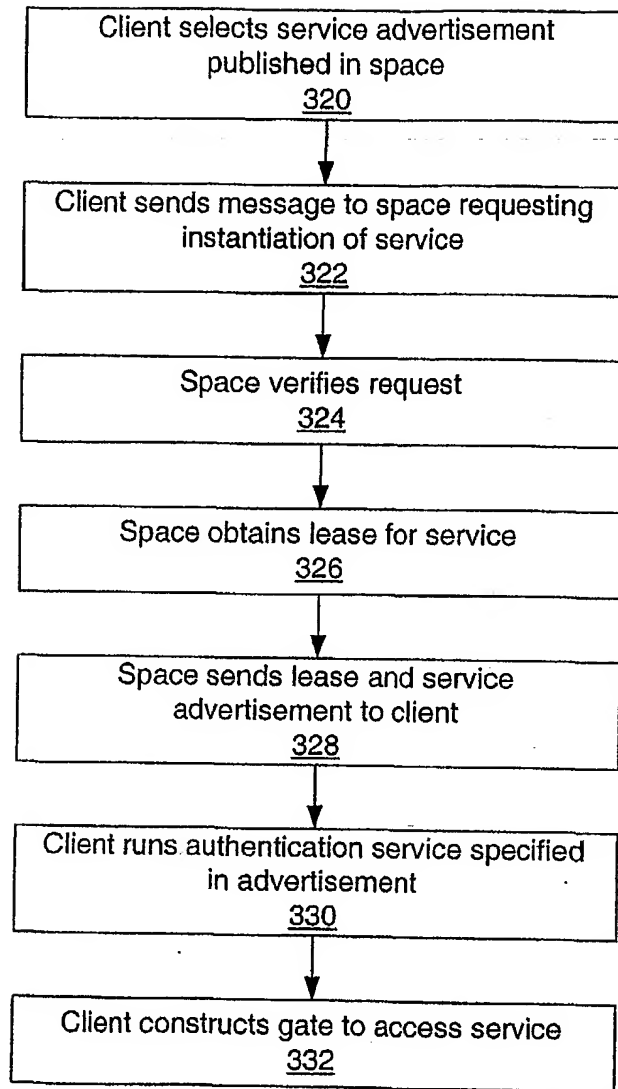 Client selects service advertisement
published in space
320
Client sends message to space requesting
instantiation of service
322
Space verifies request
324
Space obtains lease for service
326
Space sends lease and service
advertisement to client
328
Client runs authentication service specified
in advertisement
330
Client constructs gate to access service
332